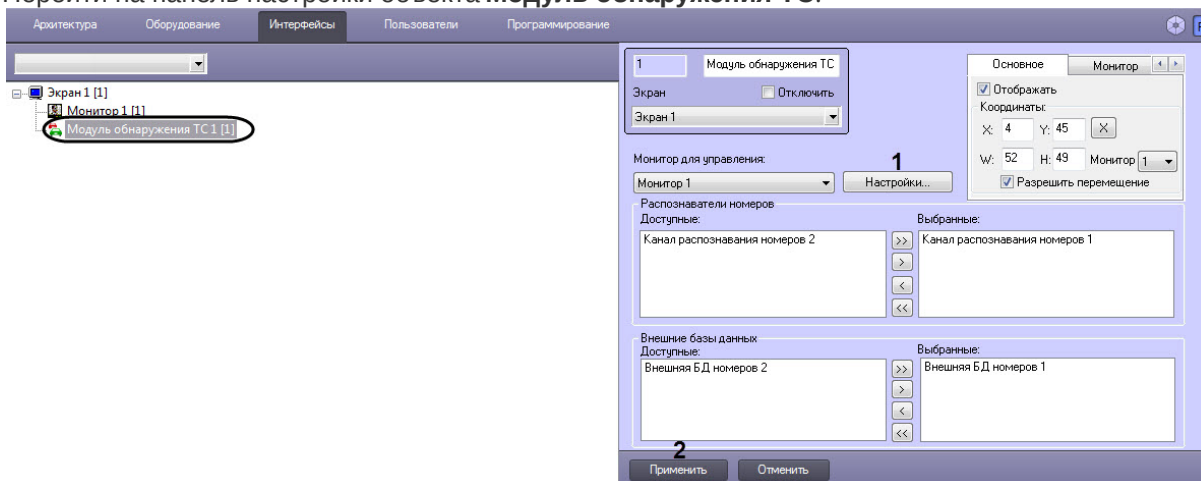 Перейти на панель настройки объекта Модуль обнаружения ТС.
Архитектура Оборудование Интерфейсы Пользователи Программирование
Экран 1 [1]
Монитор 1 [1]
Модуль обнаружения ТС 1 [1]
1 Модуль обнаружения ТС
Экран Отключить
Экран 1
Основное Монитор
Отображать
Координаты:
X: 4 Y: 45 X
W: 52 H: 49 Монитор 1
Разрешить перемещение
Монитор для управления:
1
Монитор 1 Настройки...
Распознаватели номеров
Доступные: Выбранные:
Канал распознавания номеров 2 >> Канал распознавания номеров 1
>
<
<<
Внешние базы данных
Доступные: Выбранные:
Внешняя БД номеров 2 >> Внешняя БД номеров 1
>
<
<<
2
Применить Отменить